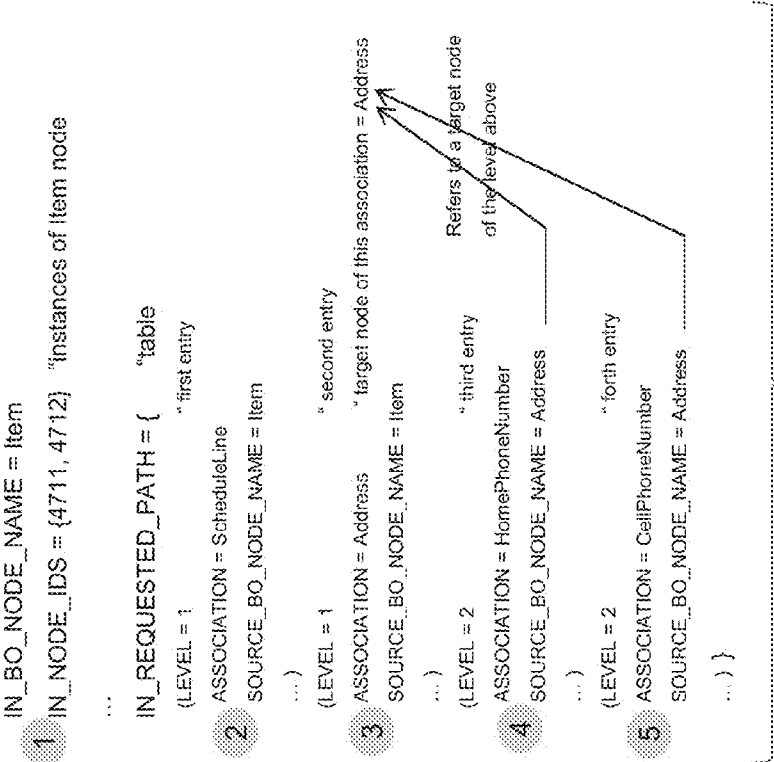 IN_BO_NODE_NAME = Item
1 IN_NODE_IDS = {4711, 4712} "instances of Item node
...
IN_REQUESTED_PATH = { "table
(LEVEL = 1 " first entry
2 ASSOCIATION = ScheduleLine
SOURCE_BO_NODE_NAME = Item
...)
(LEVEL = 1 " second entry
3 ASSOCIATION = Address " target node of this association = Address
SOURCE_BO_NODE_NAME = Item
...)
(LEVEL = 2 " third entry
Refers to a target node
of the level above
4 ASSOCIATION = HomePhoneNumber
SOURCE_BO_NODE_NAME = Address
...)
(LEVEL = 2 " forth entry
5 ASSOCIATION = CellPhoneNumber
SOURCE_BO_NODE_NAME = Address
...) }